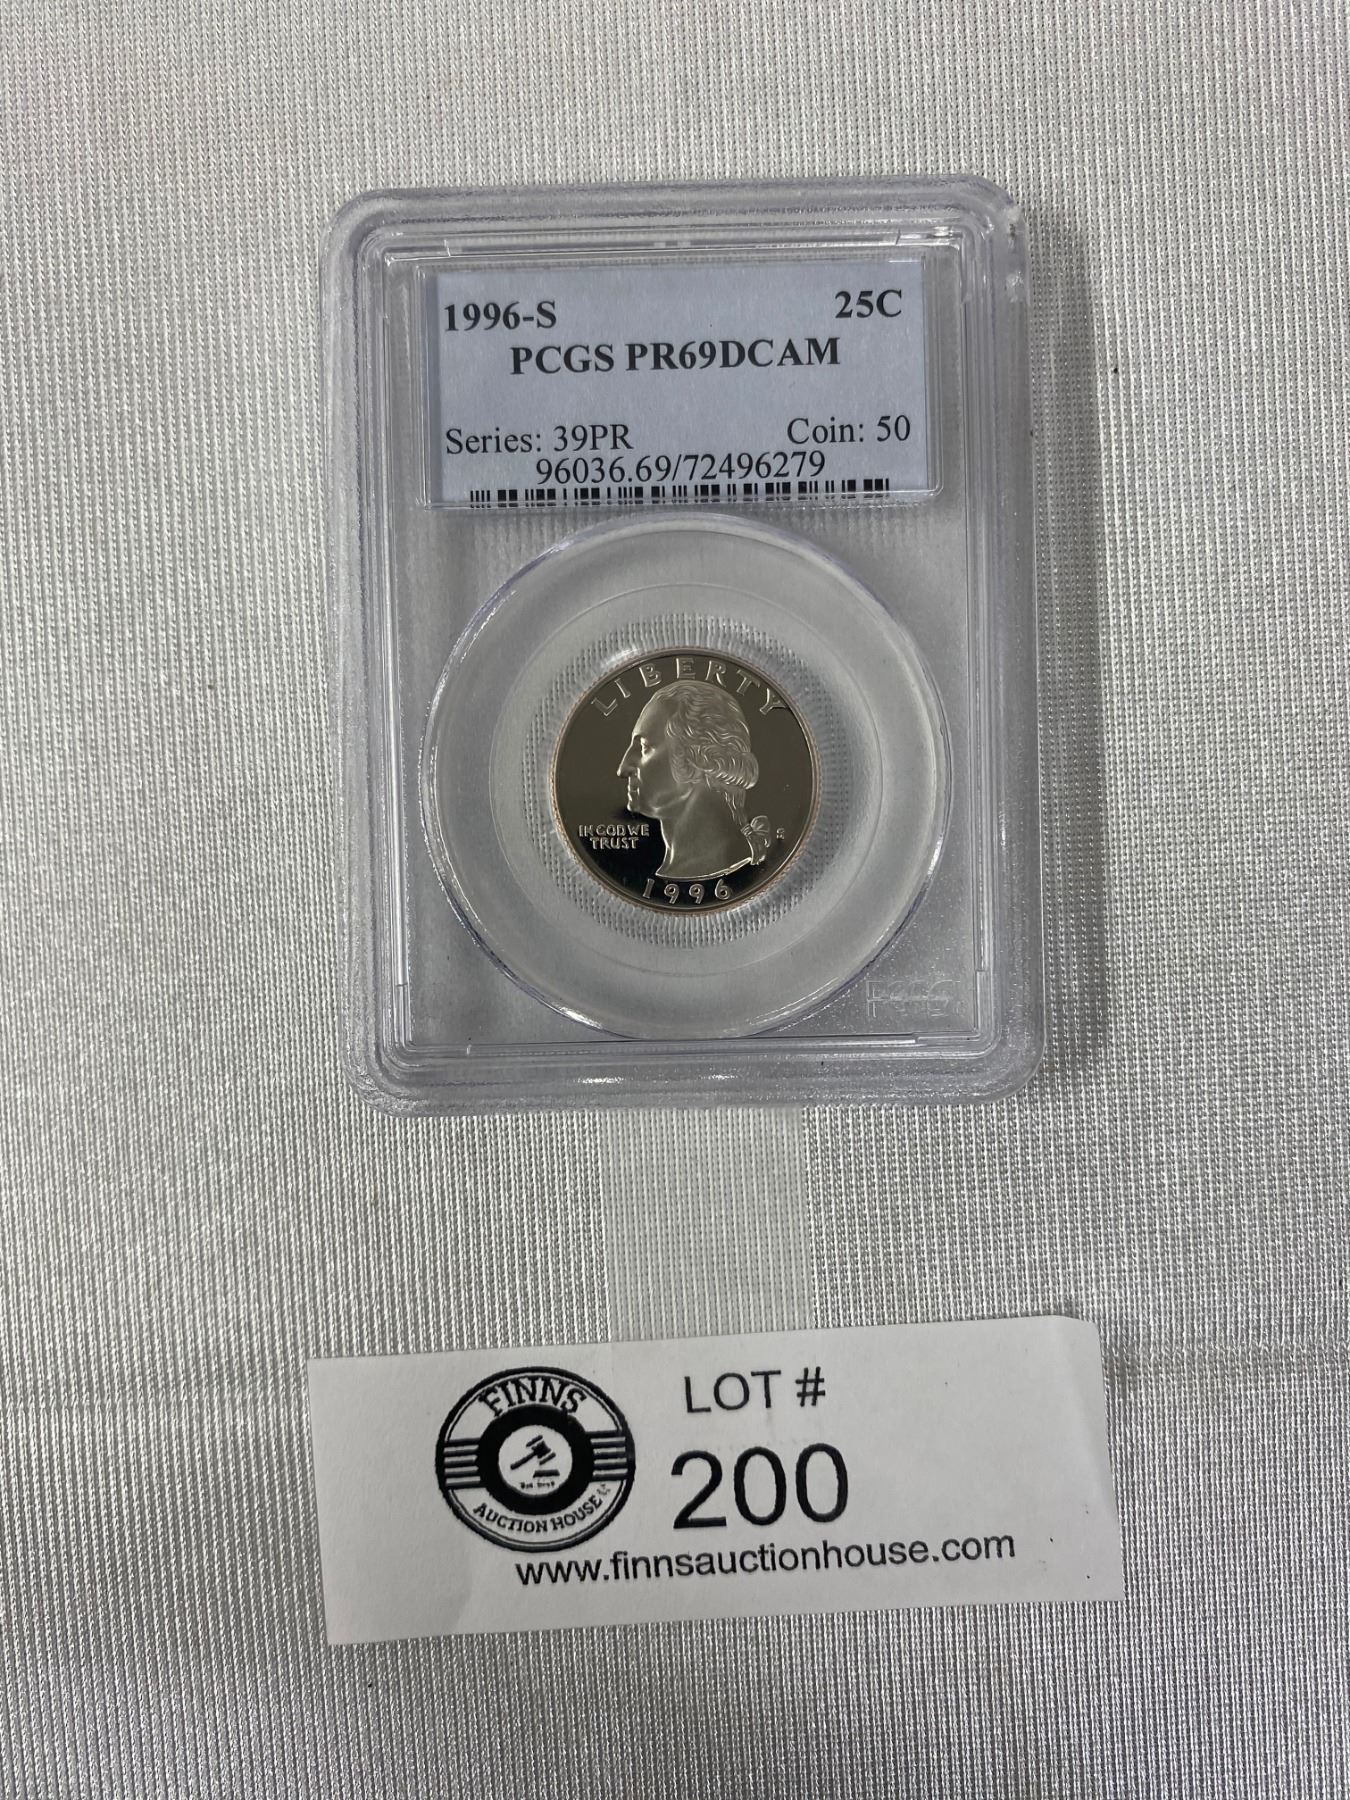 1996-S 25C
PCGS PR69DCAM
Series: 39PR Coin: 50
96036.69/72496279
LIBERTY
IN GOD WE
TRUST
S
1996
PCGS
FINNS
AUCTION HOUSE
LOT #
200
www.finnsauctionhouse.com